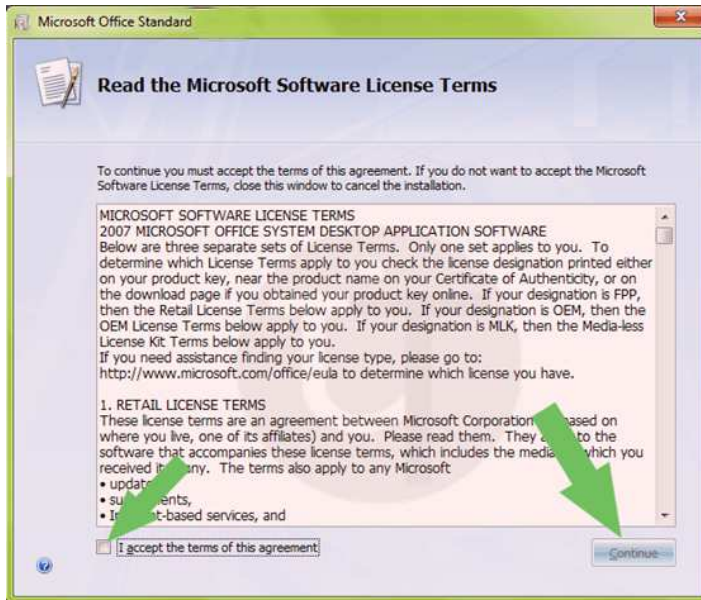 Microsoft Office Standard
Read the Microsoft Software License Terms
To continue you must accept the terms of this agreement. If you do not want to accept the Microsoft
Software License Terms, close this window to cancel the installation.
MICROSOFT SOFTWARE LICENSE TERMS
2007 MICROSOFT OFFICE SYSTEM DESKTOP APPLICATION SOFTWARE
Below are three separate sets of License Terms. Only one set applies to you. To
determine which License Terms apply to you check the license designation printed either
on your product key, near the product name on your Certificate of Authenticity, or on
the download page if you obtained your product key online. If your designation is FPP,
then the Retail License Terms below apply to you. If your designation is OEM, then the
OEM License Terms below apply to you. If your designation is MLK, then the Media-less
License Kit Terms below apply to you.
If you need assistance finding your license type, please go to:
http://www.microsoft.com/office/eula to determine which license you have.
1. RETAIL LICENSE TERMS
These license terms are an agreement between Microsoft Corporation based on
where you live, one of its affiliates) and you. Please read them. They to the
software that accompanies these license terms, which includes the media which you
received any. The terms also apply to any Microsoft
•
•
• and
I accept the terms of this agreement
Continue